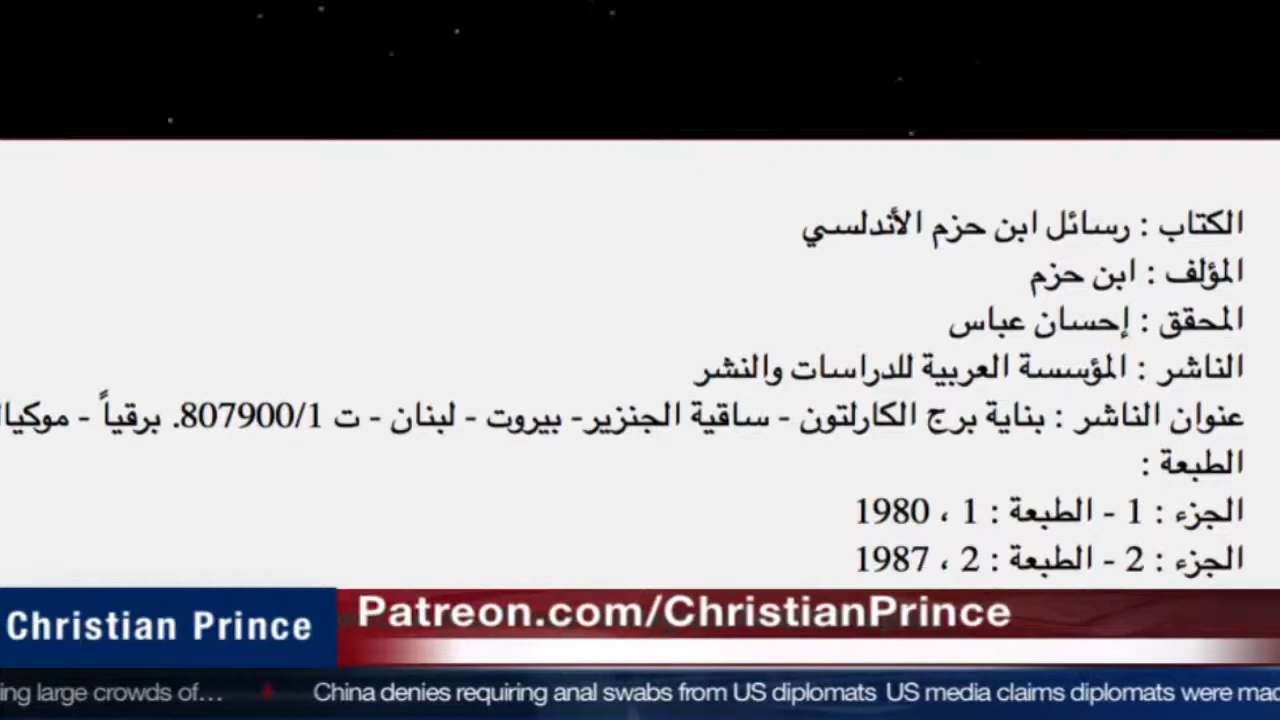 الكتاب : رسائل ابن حزم الأندلسي
المؤلف : ابن حزم
المحقق : إحسان عباس
الناشر : المؤسسة العربية للدراسات والنشر
عنوان الناشر : بناية برج الكارلتون - ساقية الجنزير- بيروت - لبنان - ت 807900/1. برقياً -
الطبعة :
الجزء : 1 - الطبعة : 1 ، 1980
الجزء : 2 - الطبعة : 2 ، 1987
Patreon.com/ChristianPrince
Christian Prince
large crowds of... China denies requiring anal swabs from US diplomats US media claims diplomats were